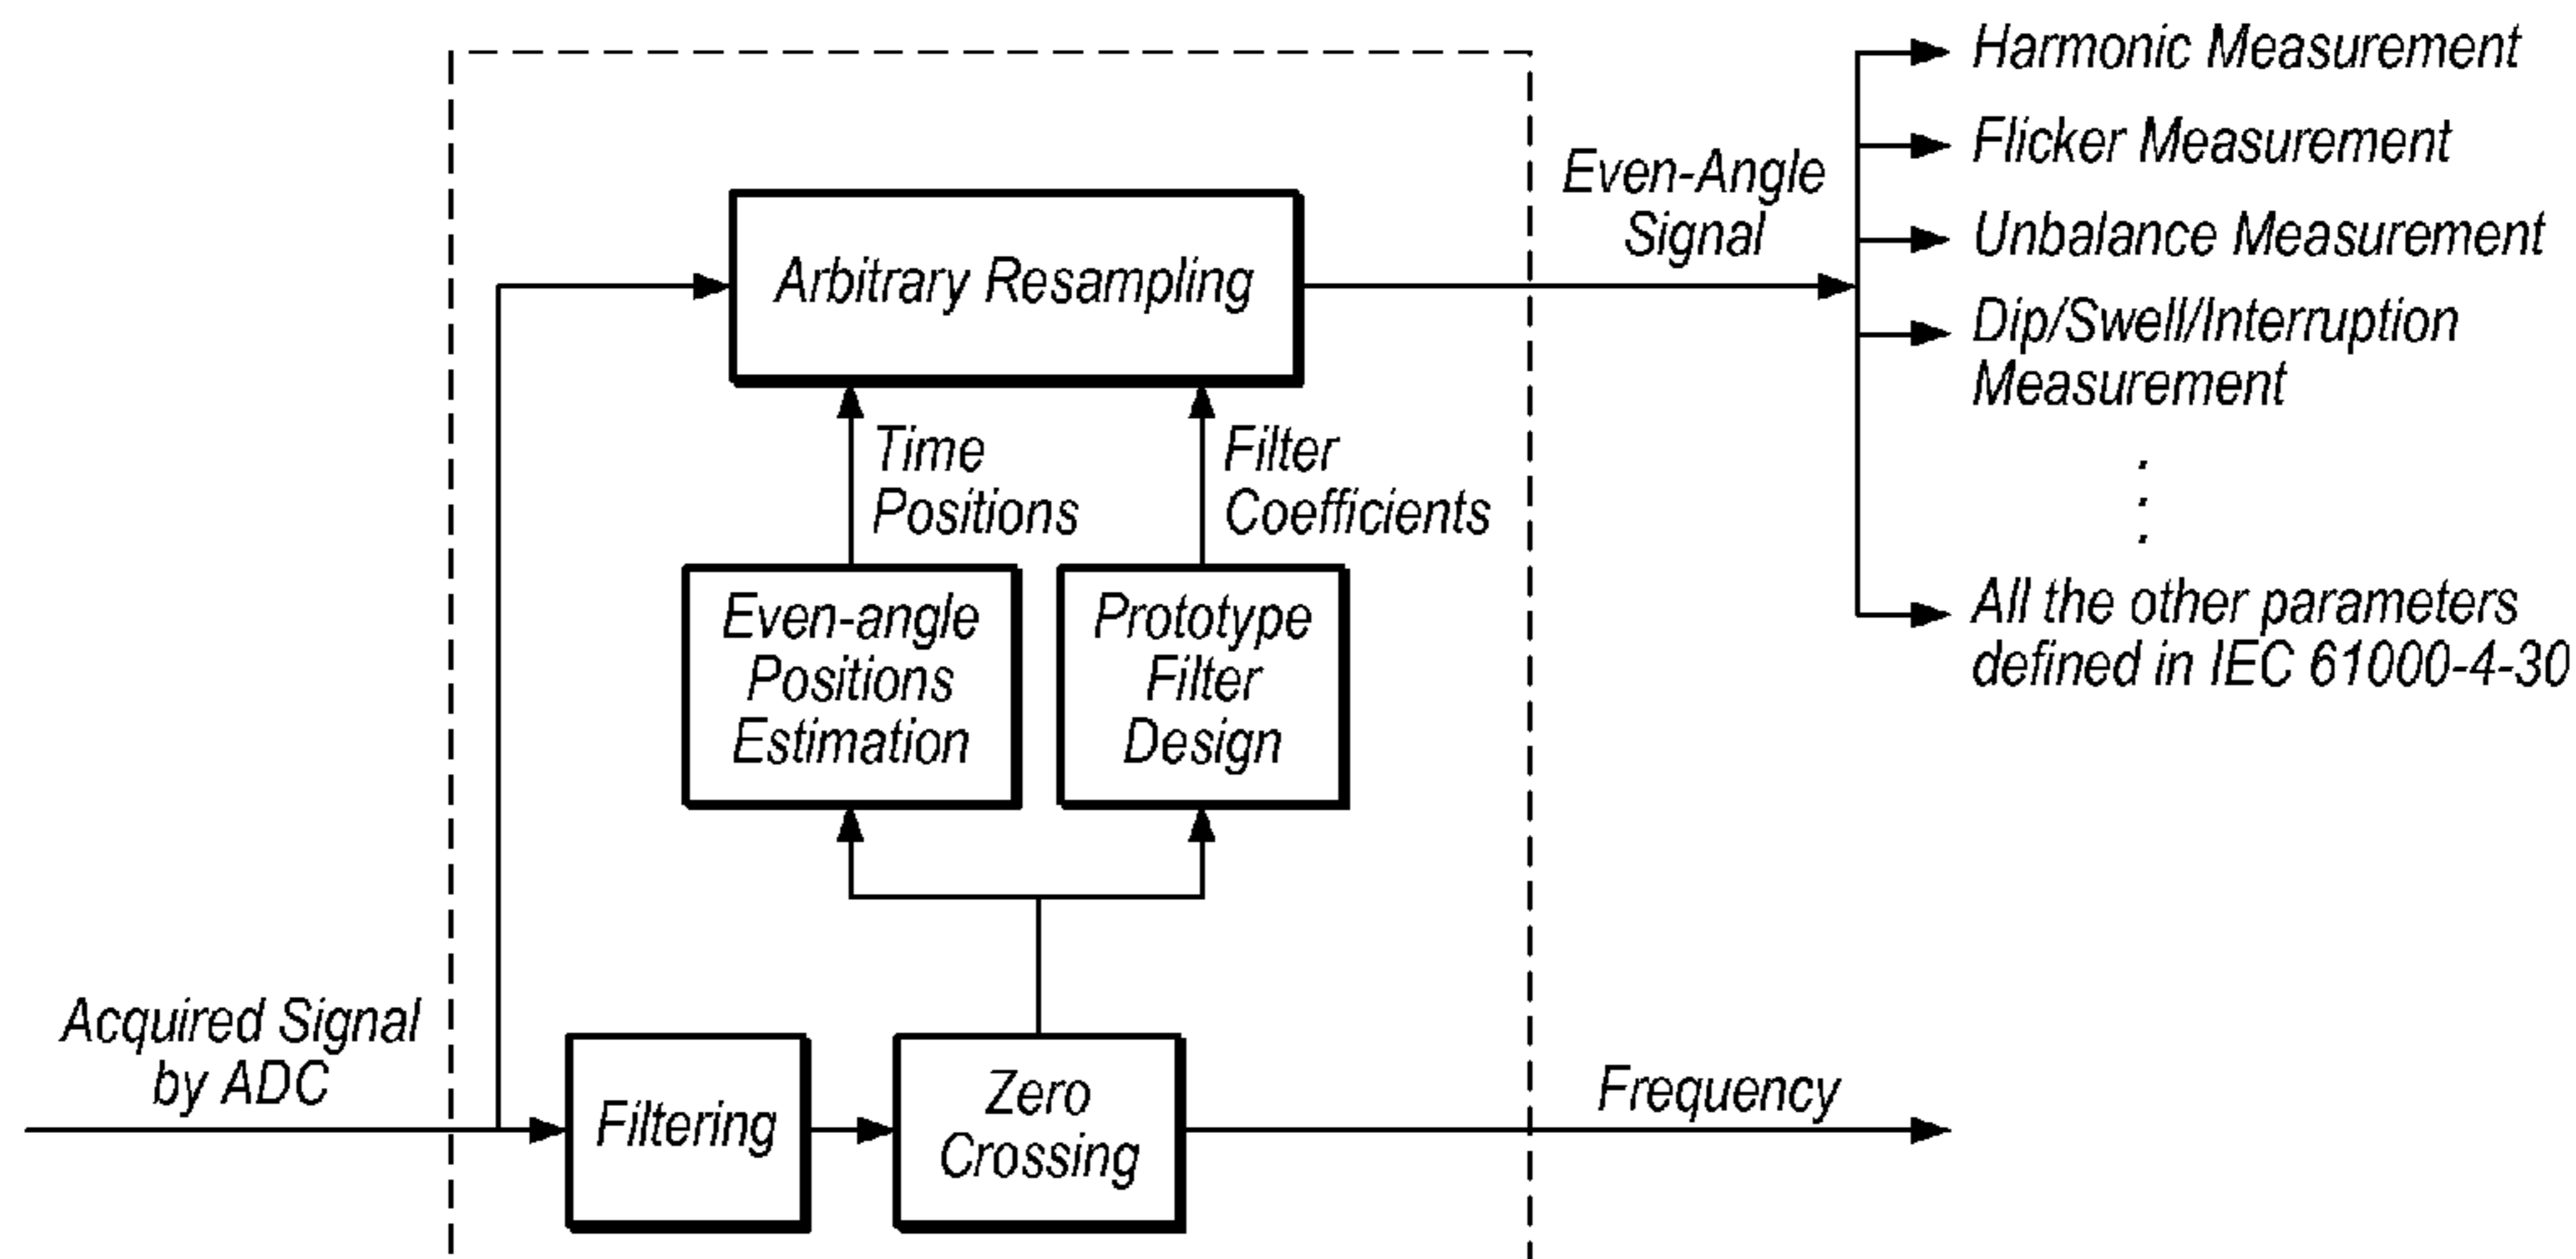 Harmonic Measurement
Flicker Measurement
Unbalance Measurement
Dip/Swell/Interruption
Measurement
All the other parameters
defined in IEC 61000-4-30
Even-Angle
Signal
Arbitrary Resampling
Time
Positions
Filter
Coefficients
Even-angle
Positions
Estimation
Prototype
Filter
Design
Acquired Signal
by ADC
Filtering
Zero
Crossing
Frequency